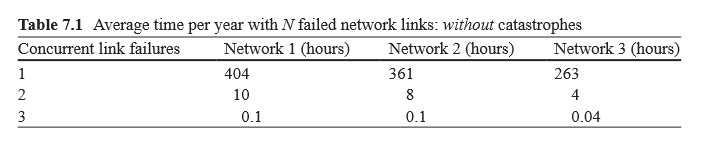 Table 7.1 Average time per year with N failed network links: without catastrophes
Concurrent link failures Network 1 (hours) Network 2 (hours) Network 3 (hours)
1 404 361 263
2 10 8 4
3 0.1 0.1 0.04